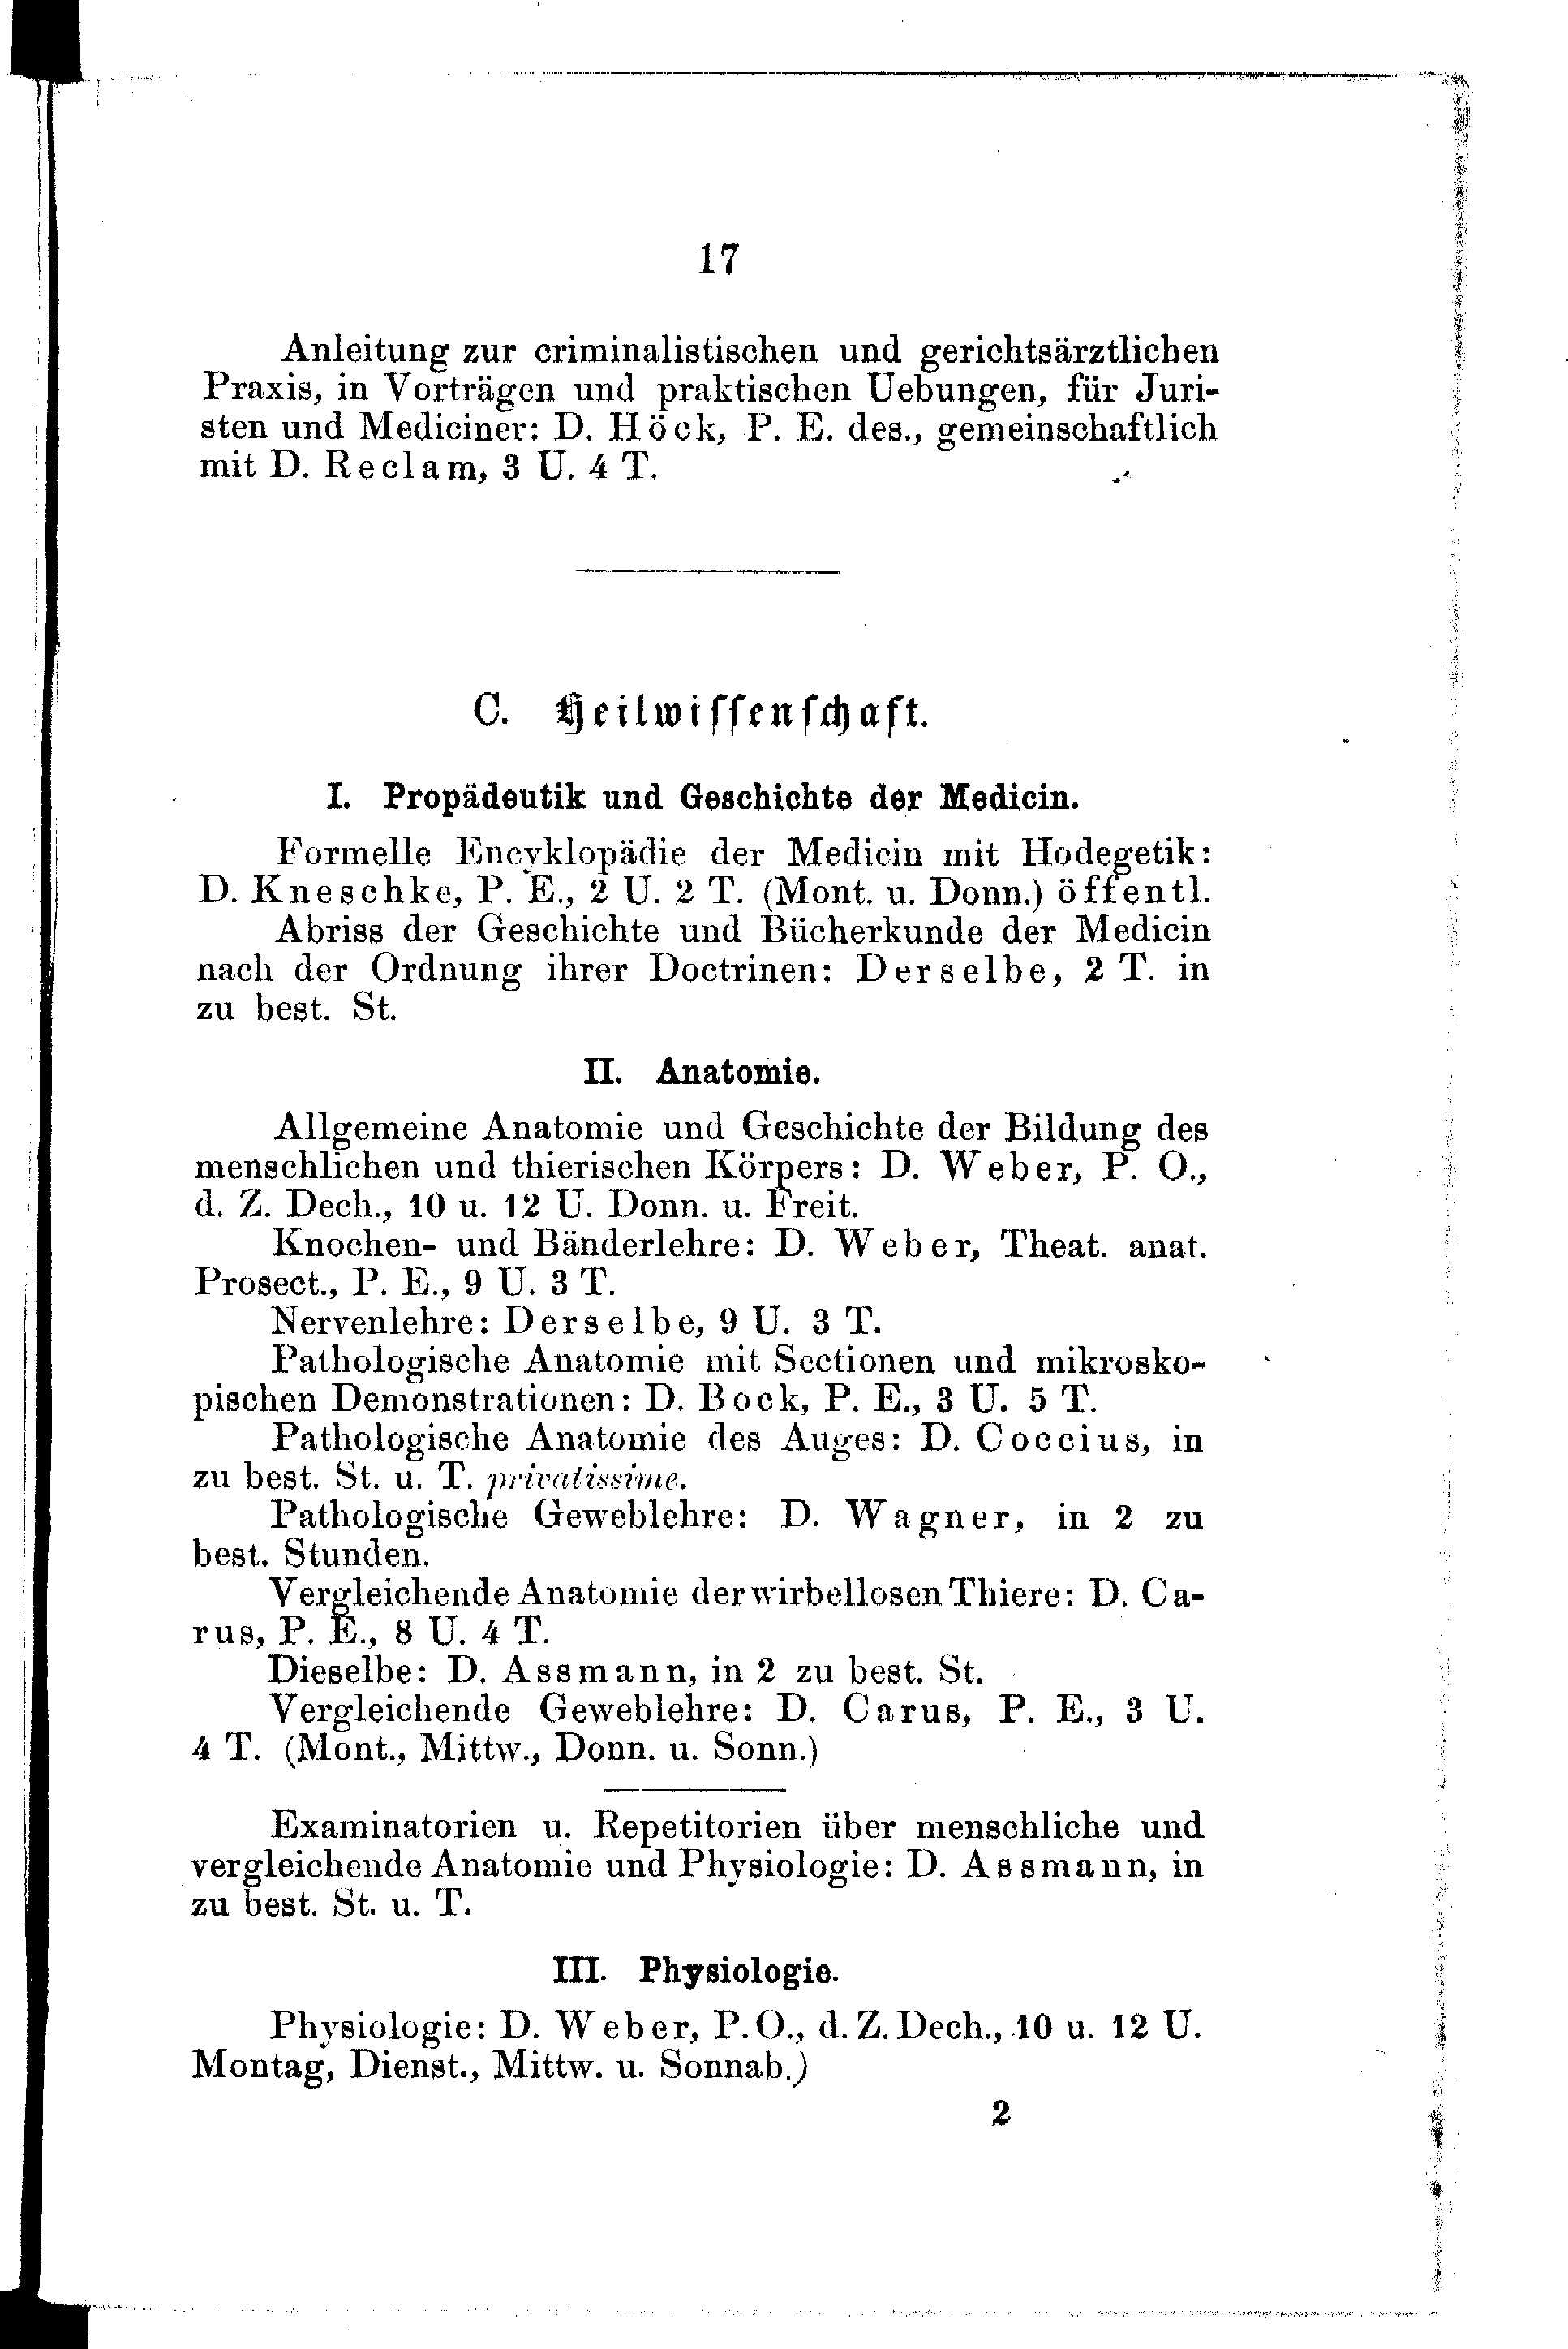 17
Anleitung zur criminalistischen und gerichtsärztlichen
Praxis, in Vorträgen und praktischen Uebungen, für Juri-
sten und Mediciner: D. Höck, P. E. des., gemeinschaftlich
mit D. Reclam, 3 U. 4 T.
C. Heilwiſſenſchaft.
I. Propädeutik und Geschichte der Medicin.
Formelle Encyklopädie der Medicin mit Hodegetik:
D. Kneschke, P. E., 2 U. 2 T. (Mont. u. Donn.) öffentl.
Abriss der Geschichte und Bücherkunde der Medicin
nach der Ordnung ihrer Doctrinen: Derselbe, 2 T. in
zu best. St.
II. Anatomie.
Allgemeine Anatomie und Geschichte der Bildung des
menschlichen und thierischen Körpers: D. Weber, P. O.,
d. Z. Dech., 10 u. 12 U. Donn. u. Freit.
Knochen- und Bänderlehre: D. Weber, Theat. anat.
Prosect., P. E., 9 U. 3 T.
Nervenlehre: Derselbe, 9 U. 3 T.
Pathologische Anatomie mit Sectionen und mikrosko-
pischen Demonstrationen: D. Bock, P. E., 3 U. 5 T.
Pathologische Anatomie des Auges: D. Coccius, in
zu best. St. u. T. privatissime.
Pathologische Geweblehre: D. Wagner, in 2 zu
best. Stunden.
Vergleichende Anatomie der wirbellosen Thiere: D. Ca-
rus, P. E., 8 U. 4 T.
Dieselbe: D. Assmann, in 2 zu best. St.
Vergleichende Geweblehre: D. Carus, P. E., 3 U.
4 T. (Mont., Mittw., Donn. u. Sonn.)
Examinatorien u. Repetitorien über menschliche und
vergleichende Anatomie und Physiologie: D. Assmann, in
zu best. St. u. T.
III. Physiologie.
Physiologie: D. Weber, P. O., d. Z. Dech., 10 u. 12 U.
Montag, Dienst., Mittw. u. Sonnab.)
2